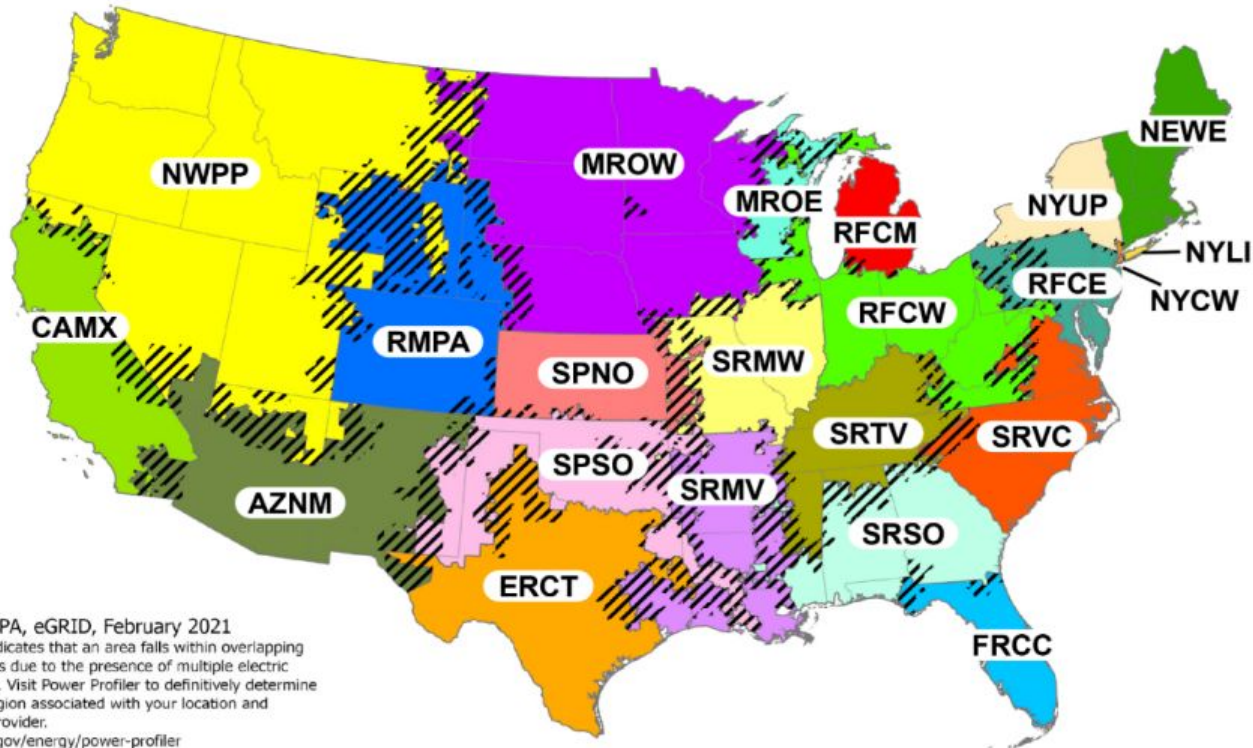 NEWE
NWPP
MROW
MROE
NYUP
RFCM
NYLI
RFCE
NYCW
CAMX
RFCW
RMPA
SRMW
SPNO
SRTV
SRVC
SPSO
SRMV
AZNM
SRSO
ERCT
FRCC
PA, eGRID, February 2021
dicates that an area falls within overlapping
s due to the presence of multiple electric
. Visit Power Profiler to definitively determine
gion associated with your location and
rovider.
gov/energy/power-profiler